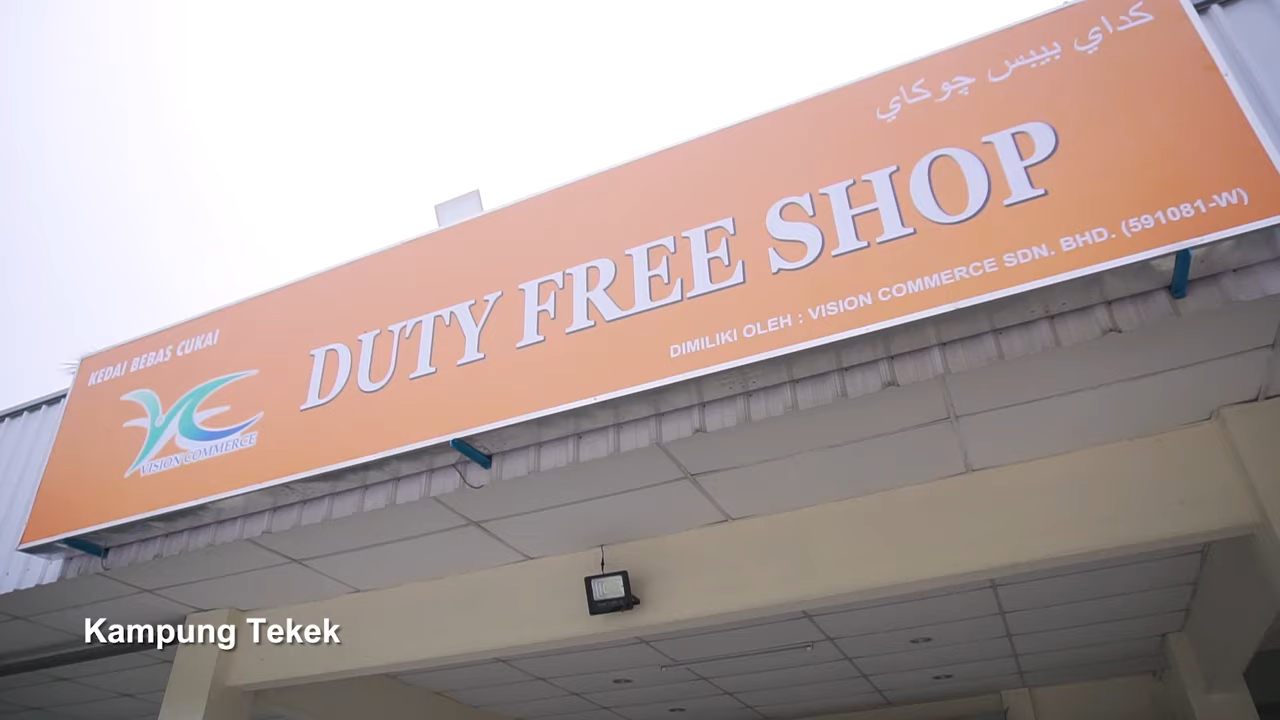 كداي بيبس چوكاي
KEDAI BEBAS CUKAI
VISION COMMERCE
DUTY FREE SHOP
DIMILIKI OLEH : VISION COMMERCE SDN. BHD. (591081-W)
Kampung Tekek